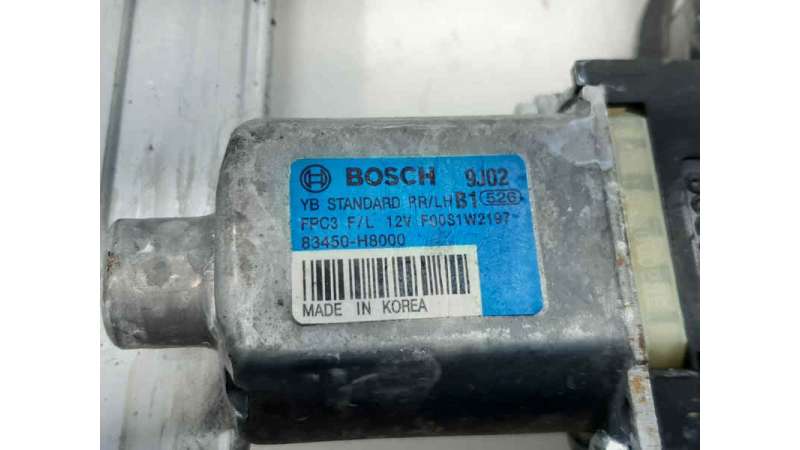 BOSCH 9J02
YB STANDARD RR/LH B1 526
FPC3 F/L 12V F00S1W2197
83450-H8000
MADE IN KOREA